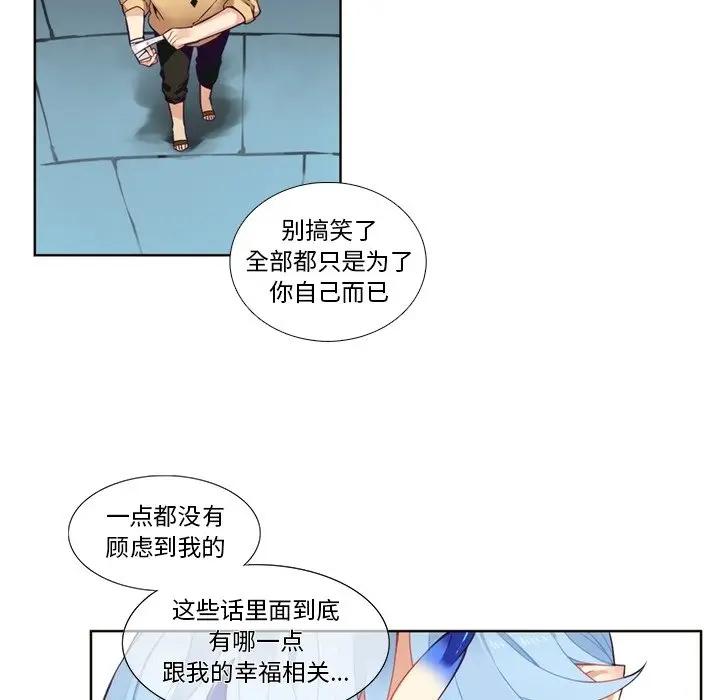 别搞笑了
全部都只是为了
你自己而已
一点都没有
顾虑到我的
这些话里面到底
有哪一点
跟我的幸福相关...